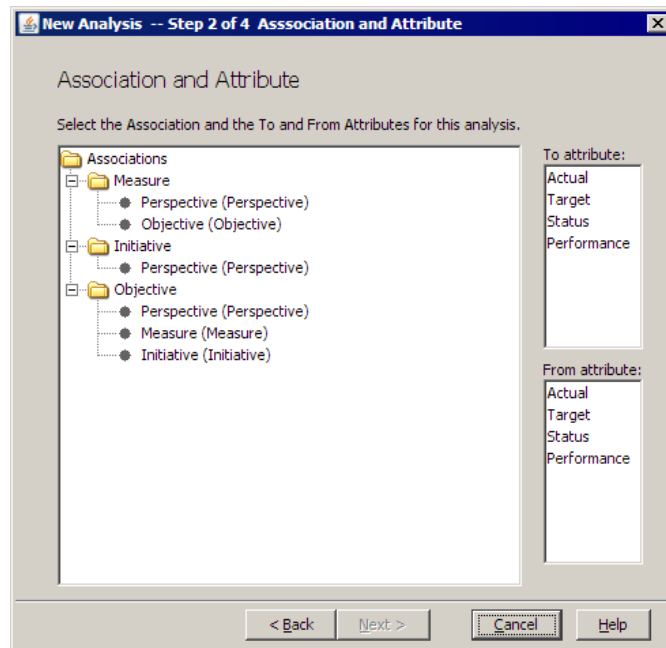 New Analysis -- Step 2 of 4 Asssociation and Attribute
Association and Attribute
Select the Association and the To and From Attributes for this analysis.
Associations
Measure
Perspective (Perspective)
Objective (Objective)
Initiative
Perspective (Perspective)
Objective
Perspective (Perspective)
Measure (Measure)
Initiative (Initiative)
To attribute:
Actual
Target
Status
Performance
From attribute:
Actual
Target
Status
Performance
< Back
Next >
Cancel
Help